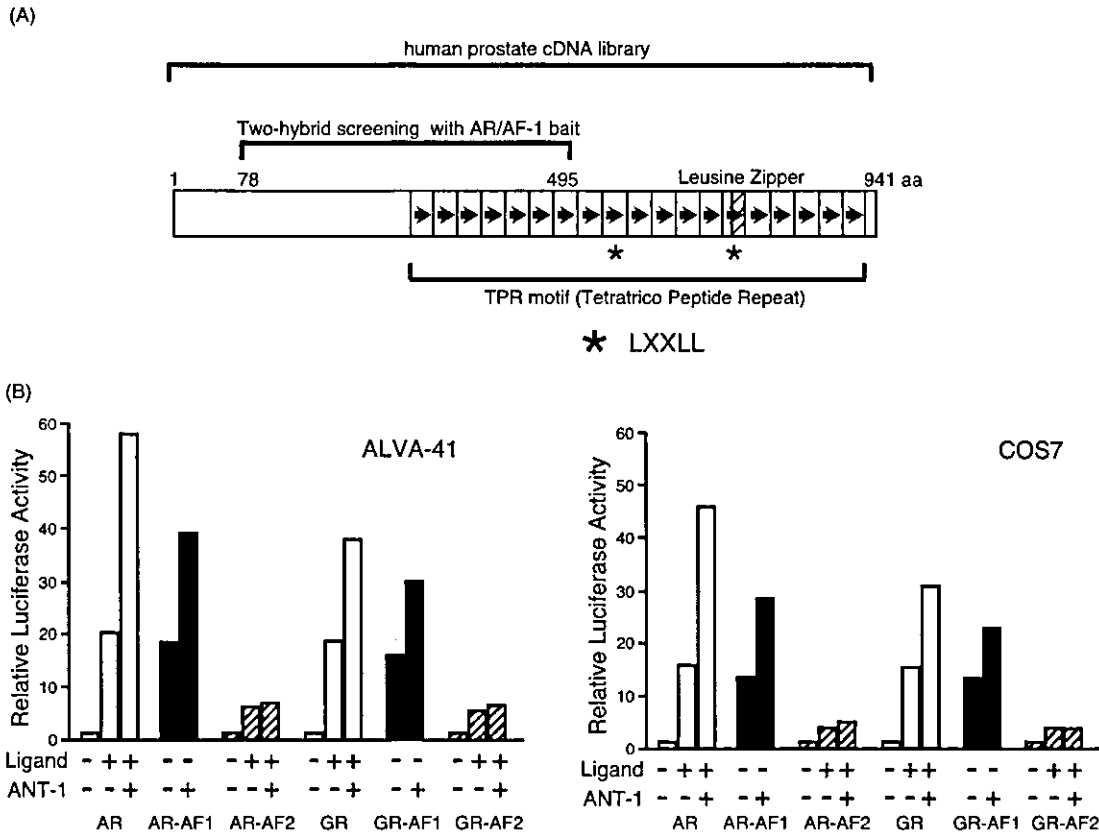 (A)
human prostate cDNA library
Two-hybrid screening with AR/AF-1 bait
1 78 495 Leusine Zipper 941 aa
* *
TPR motif (Tetratrico Peptide Repeat)
* LXXLL
(B)
ALVA-41
Relative Luciferase Activity
60
50
40
30
20
10
0
Ligand - + + - - - + + - + + - - - + +
ANT-1 - - + - + - - + - - + - + - - +
AR AR-AF1 AR-AF2 GR GR-AF1 GR-AF2
COS7
Relative Luciferase Activity
60
50
40
30
20
10
0
Ligand - + + - - - + + - + + - - - + +
ANT-1 - - + - + - - + - - + - + - - +
AR AR-AF1 AR-AF2 GR GR-AF1 GR-AF2